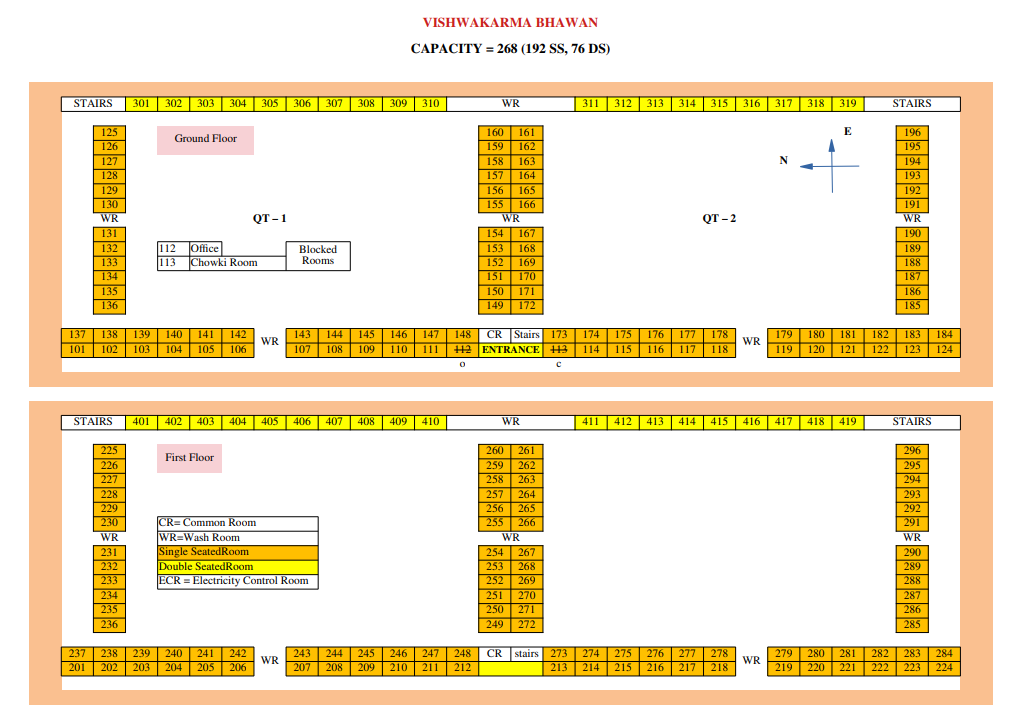 VISHWAKARMA BHAWAN
CAPACITY = 268 (192 SS, 76 DS)
STAIRS 301 302 303 304 305 306 307 308 309 310 WR 311 312 313 314 315 316 317 318 319 STAIRS
125 Ground Floor 160 161 E 196
126 159 162 195
127 158 163 N 194
128 157 164 193
129 156 165 192
130 155 166 191
WR QT – 1 WR QT – 2 WR
131 154 167 190
132 112 Office Blocked 153 168 189
133 113 Chowki Room Rooms 152 169 188
134 151 170 187
135 150 171 186
136 149 172 185
137 138 139 140 141 142 WR 143 144 145 146 147 148 CR Stairs 173 174 175 176 177 178 WR 179 180 181 182 183 184
101 102 103 104 105 106 107 108 109 110 111 112 ENTRANCE 113 114 115 116 117 118 119 120 121 122 123 124
o c
STAIRS 401 402 403 404 405 406 407 408 409 410 WR 411 412 413 414 415 416 417 418 419 STAIRS
225 First Floor 260 261 296
226 259 262 295
227 258 263 294
228 257 264 293
229 256 265 292
230 CR= Common Room 255 266 291
WR WR=Wash Room WR WR
231 Single SeatedRoom 254 267 290
232 Double SeatedRoom 253 268 289
233 ECR = Electricity Control Room 252 269 288
234 251 270 287
235 250 271 286
236 249 272 285
237 238 239 240 241 242 WR 243 244 245 246 247 248 CR stairs 273 274 275 276 277 278 WR 279 280 281 282 283 284
201 202 203 204 205 206 207 208 209 210 211 212 213 214 215 216 217 218 219 220 221 222 223 224